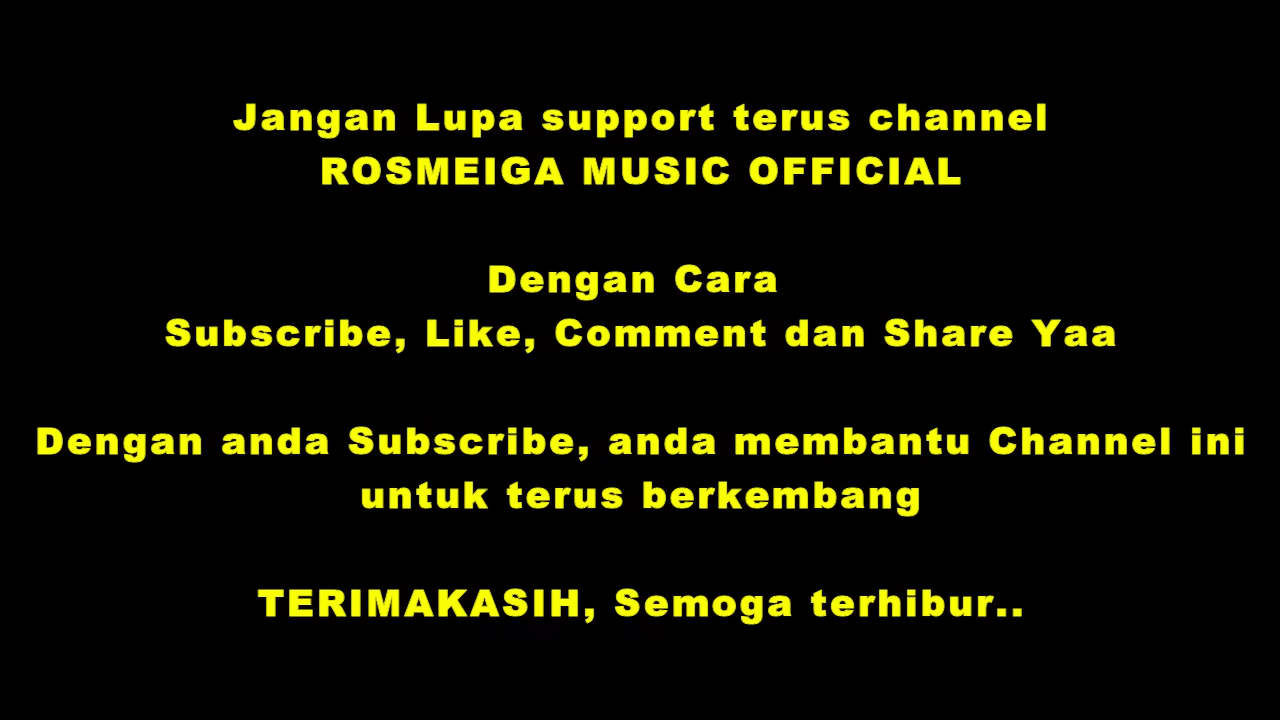 Jangan Lupa support terus channel
ROSMEIGA MUSIC OFFICIAL
Dengan Cara
Subscribe, Like, Comment dan Share Yaa
Dengan anda Subscribe, anda membantu Channel ini
untuk terus berkembang
TERIMAKASIH, Semoga terhibur..